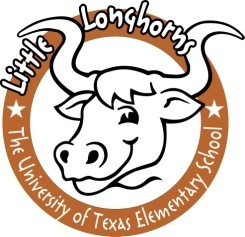 Little Longhorns
The University of Texas Elementary School